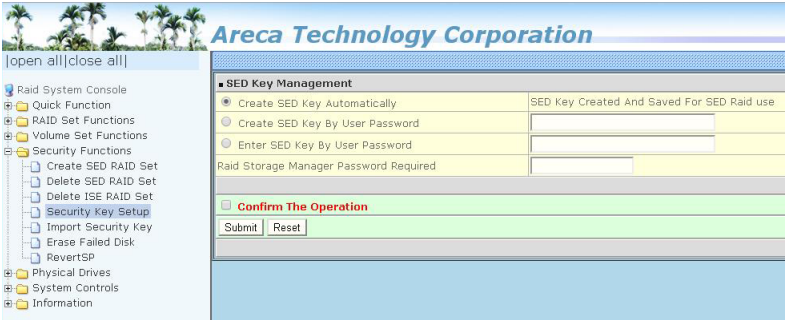 Areca Technology Corporation
|open all|close all|
Raid System Console
Quick Function
RAID Set Functions
Volume Set Functions
Security Functions
Create SED RAID Set
Delete SED RAID Set
Delete ISE RAID Set
Security Key Setup
Import Security Key
Erase Failed Disk
RevertSP
Physical Drives
System Controls
Information
SED Key Management
Create SED Key Automatically SED Key Created And Saved For SED Raid use
Create SED Key By User Password
Enter SED Key By User Password
Raid Storage Manager Password Required
Confirm The Operation
Submit Reset